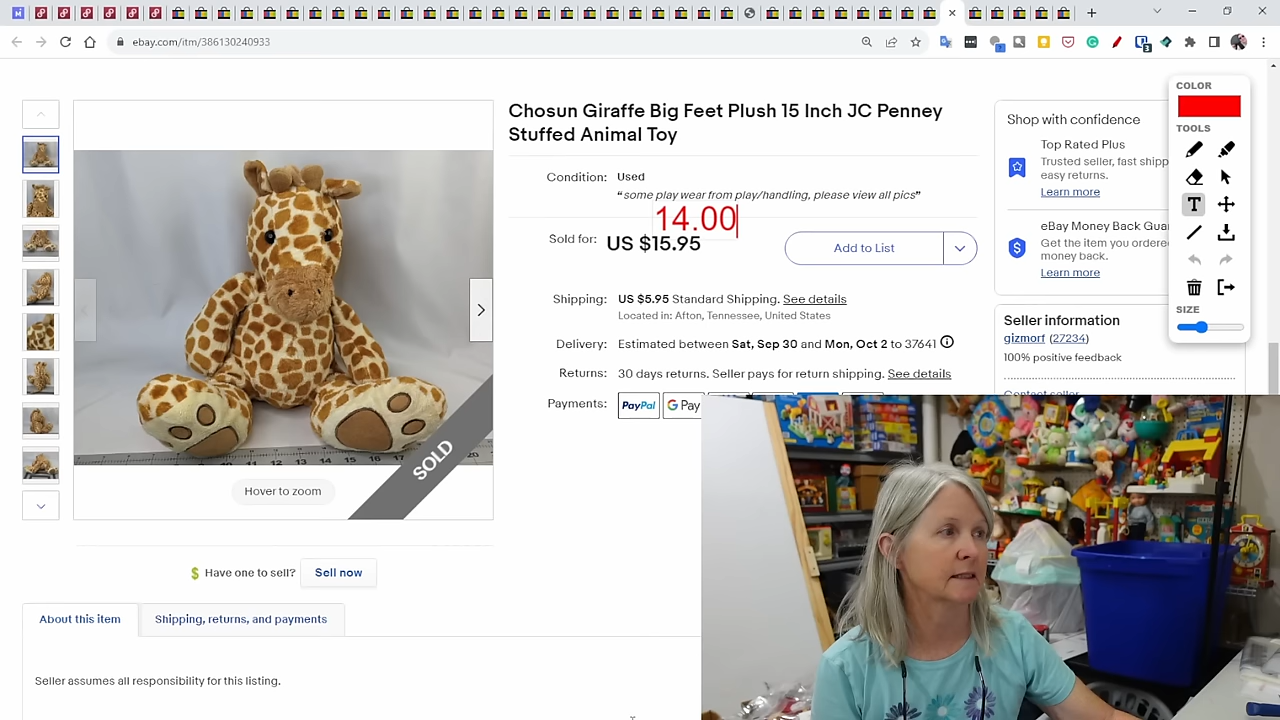 ebay.com/itm/386130240933
3
COLOR
TOOLS
SIZE
Chosun Giraffe Big Feet Plush 15 Inch JC Penney
Stuffed Animal Toy
Condition:
Used
"some play wear from play/handling, please view all pics"
14.00
Sold for:
US $15.95
Add to List
Shipping:
US $5.95 Standard Shipping. See details
Located in: Afton, Tennessee, United States
Delivery:
Estimated between Sat, Sep 30 and Mon, Oct 2 to 37641
Returns:
30 days returns. Seller pays for return shipping. See details
Payments:
PayPal
G Pay
Shop with confidence
Top Rated Plus
Trusted seller, fast shipp
easy returns.
Learn more
eBay Money Back Gua
Get the item you ordere
money back.
Learn more
Seller information
gizmorf (27234)
100% positive feedback
SOLD
Hover to zoom
Have one to sell?
Sell now
About this item
Shipping, returns, and payments
Seller assumes all responsibility for this listing.